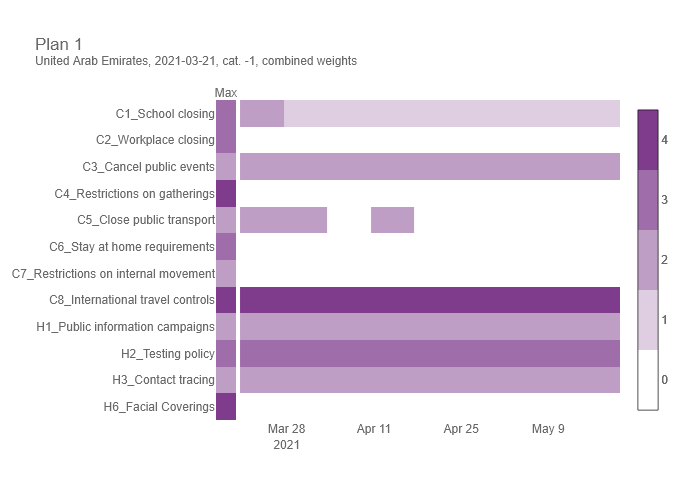 Plan 1
United Arab Emirates, 2021-03-21, cat. -1, combined weights
Max
C1_School closing
C2_Workplace closing
C3_Cancel public events
C4_Restrictions on gatherings
C5_Close public transport
C6_Stay at home requirements
C7_Restrictions on internal movement
C8_International travel controls
H1_Public information campaigns
H2_Testing policy
H3_Contact tracing
H6_Facial Coverings
Mar 28
2021
Apr 11
Apr 25
May 9
4
3
2
1
0